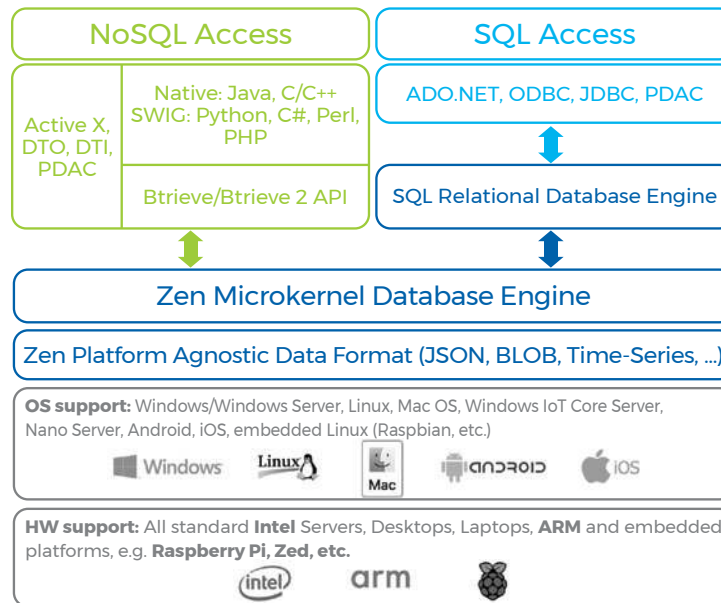 NoSQL Access
SQL Access
Active X,
DTO, DTI,
PDAC
Native: Java, C/C++
SWIG: Python, C#, Perl,
PHP
Btrieve/Btrieve 2 API
ADO.NET, ODBC, JDBC, PDAC
SQL Relational Database Engine
Zen Microkernel Database Engine
Zen Platform Agnostic Data Format (JSON, BLOB, Time-Series, ...)
OS support: Windows/Windows Server, Linux, Mac OS, Windows IoT Core Server,
Nano Server, Android, iOS, embedded Linux (Raspbian, etc.)
Windows
Linux
Mac
ANDROID
iOS
HW support: All standard Intel Servers, Desktops, Laptops, ARM and embedded
platforms, e.g. Raspberry Pi, Zed, etc.
intel
arm